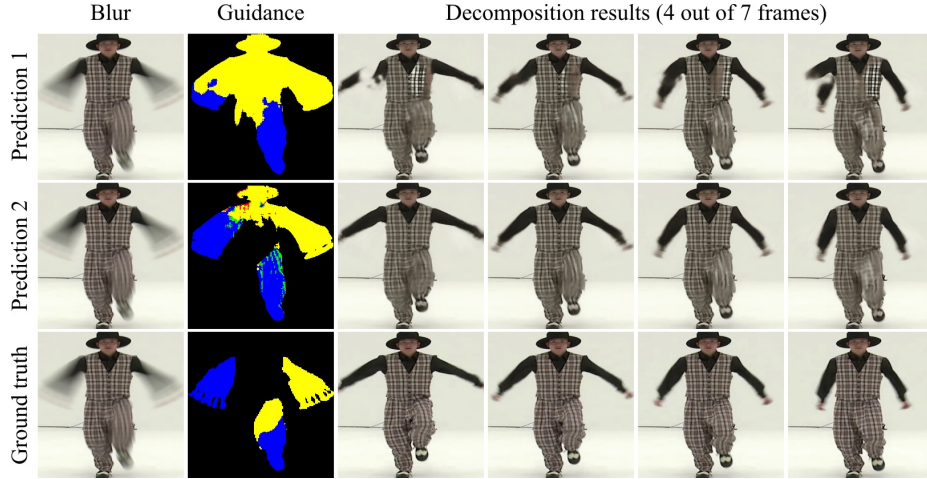 Blur
Guidance
Decomposition results (4 out of 7 frames)
Prediction 1
Prediction 2
Ground truth